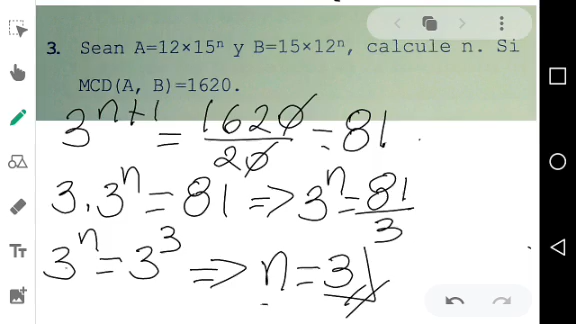 3. Sean A=12×15ⁿ y B=15×12ⁿ, calcule n. Si
MCD(A, B)=1620.
3ⁿ⁺¹ = 1620/20 = 81
3.3ⁿ = 81 => 3ⁿ = 81/3
3ⁿ = 3³ => n = 3
Tt